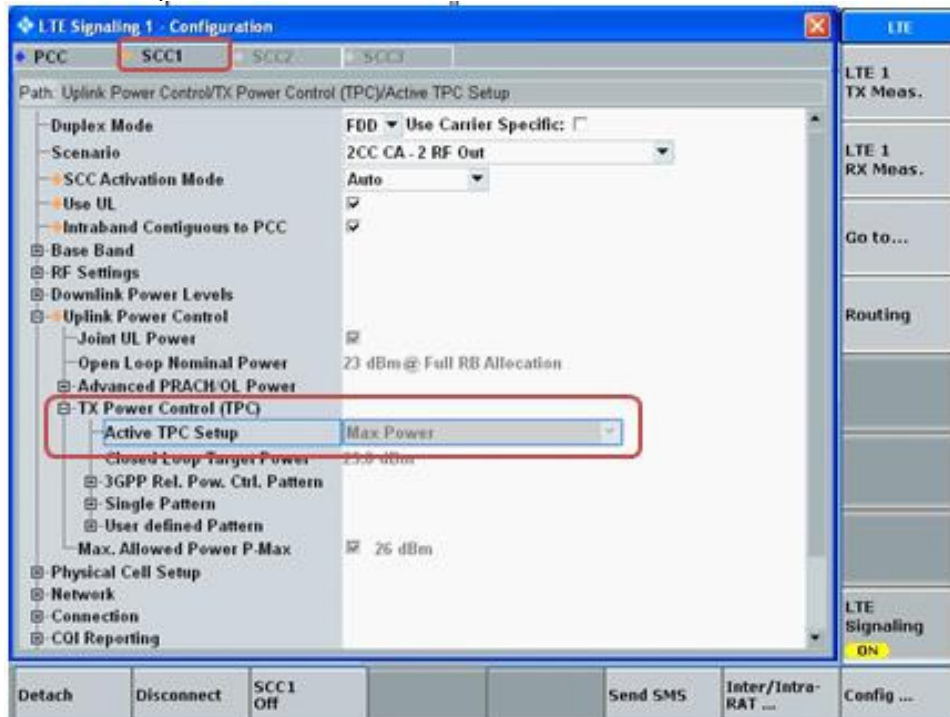 LTE Signaling 1 - Configuration
LTE
PCC SCC1 SCC2 SCC3
Path: Uplink Power Control/TX Power Control (TPC)/Active TPC Setup
LTE 1
TX Meas.
Duplex Mode FDD Use Carrier Specific:
Scenario 2CC CA - 2 RF Out
LTE 1
RX Meas.
SCC Activation Mode Auto
Use UL
Intraband Contiguous to PCC
Go to...
Base Band
RF Settings
Downlink Power Levels
Uplink Power Control
Routing
Joint UL Power
Open Loop Nominal Power 23 dBm @ Full RB Allocation
Advanced PRACH/OL Power
TX Power Control (TPC)
Active TPC Setup Max Power
Closed Loop Target Power 23.0 dBm
3GPP Rel. Pow. Ctrl. Pattern
Single Pattern
User defined Pattern
Max. Allowed Power P-Max 26 dBm
Physical Cell Setup
Network
Connection
CQI Reporting
LTE
Signaling
ON
Detach Disconnect SCC1
Off
Send SMS Inter/Intra-
RAT ...
Config ...